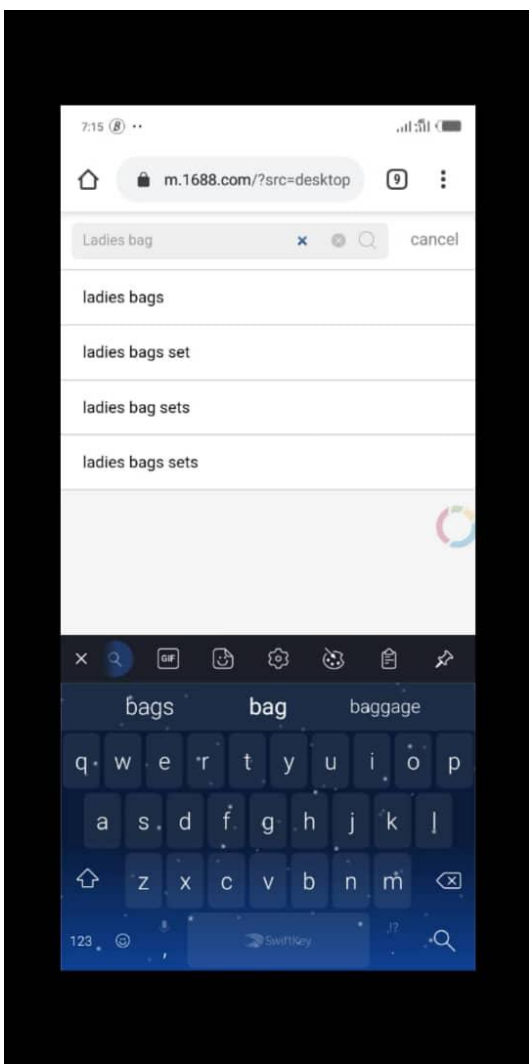 7:15
m.1688.com/?src=desktop 9
Ladies bag cancel
ladies bags
ladies bags set
ladies bag sets
ladies bags sets
GIF
bags bag baggage
q w e r t y u i o p
a s d f g h j k l
z x c v b n m
123 , SwiftKey .!?